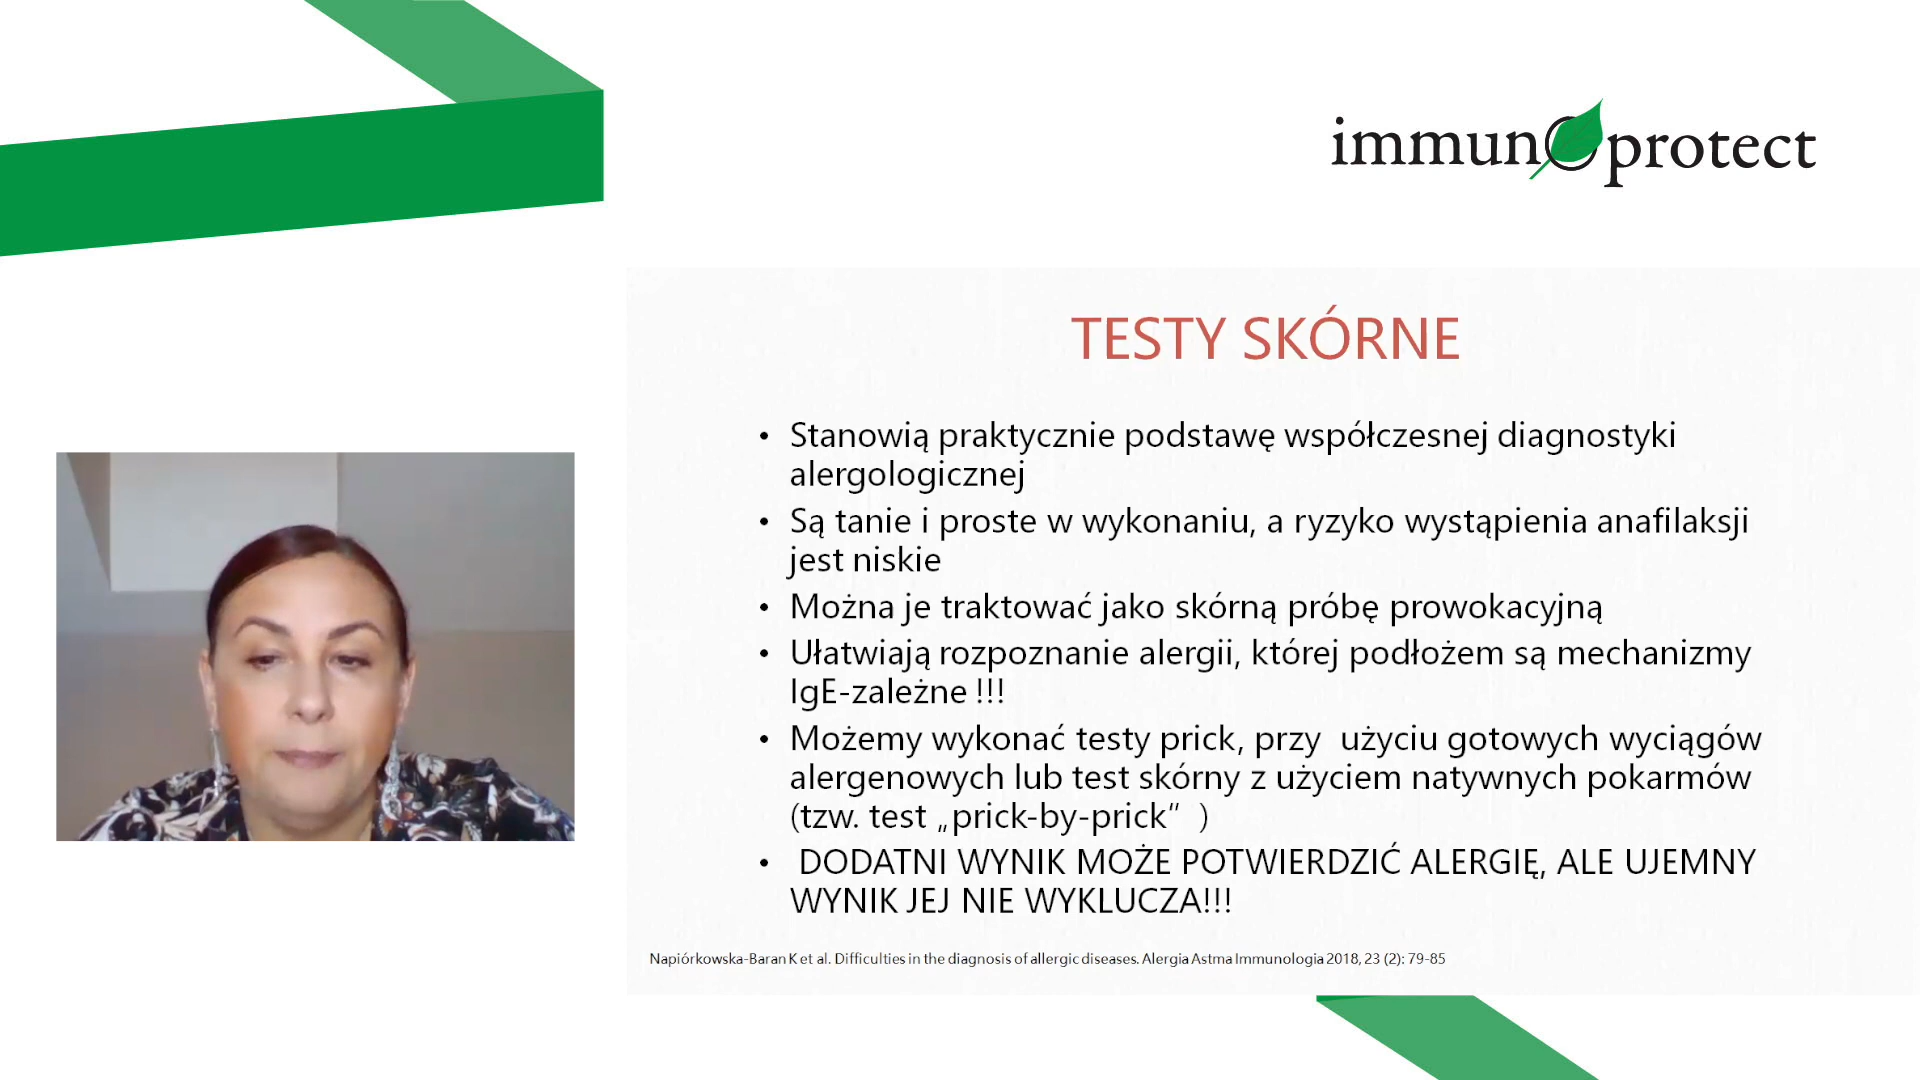 immunoprotect
TESTY SKÓRNE
• Stanowią praktycznie podstawę współczesnej diagnostyki
alergologicznej
• Są tanie i proste w wykonaniu, a ryzyko wystąpienia anafilaksji
jest niskie
• Można je traktować jako skórną próbę prowokacyjną
• Ułatwiają rozpoznanie alergii, której podłożem są mechanizmy
IgE-zależne !!!
• Możemy wykonać testy prick, przy  użyciu gotowych wyciągów
alergenowych lub test skórny z użyciem natywnych pokarmów
(tzw. test „prick-by-prick”  )
• DODATNI WYNIK MOŻE POTWIERDZIĆ ALERGIĘ, ALE UJEMNY
WYNIK JEJ NIE WYKLUCZA!!!
Napiórkowska-Baran K et al. Difficulties in the diagnosis of allergic diseases. Alergia Astma Immunologia 2018, 23 (2): 79-85